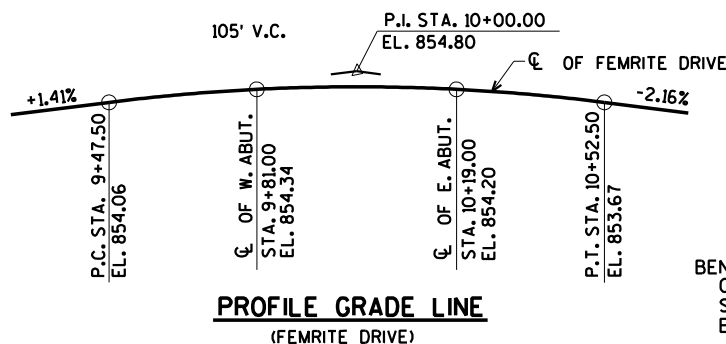 105' V.C.
P.I. STA. 10+00.00
EL. 854.80
℄ OF FEMRITE DRIVE
+1.41%
-2.16%
P.C. STA. 9+47.50
EL. 854.06
℄ OF W. ABUT.
STA. 9+81.00
EL. 854.34
℄ OF E. ABUT.
STA. 10+19.00
EL. 854.20
P.T. STA. 10+52.50
EL. 853.67
PROFILE GRADE LINE
(FEMRITE DRIVE)
BEN